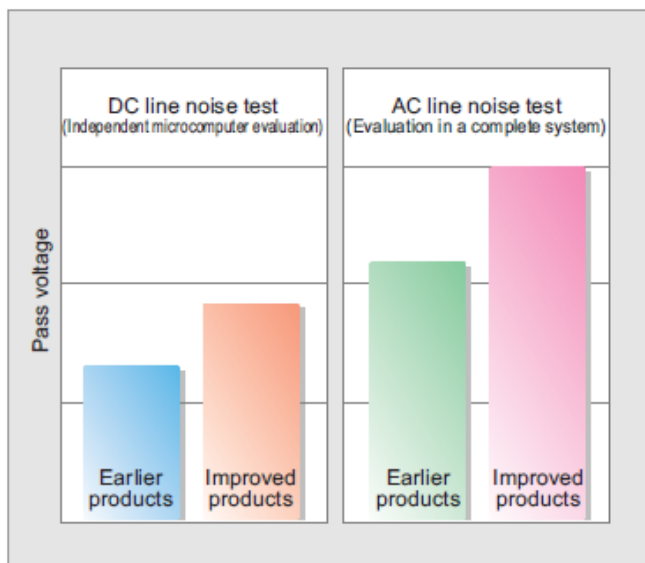 DC line noise test
(Independent microcomputer evaluation)
AC line noise test
(Evaluation in a complete system)
Pass voltage
Earlier
products
Improved
products
Earlier
products
Improved
products